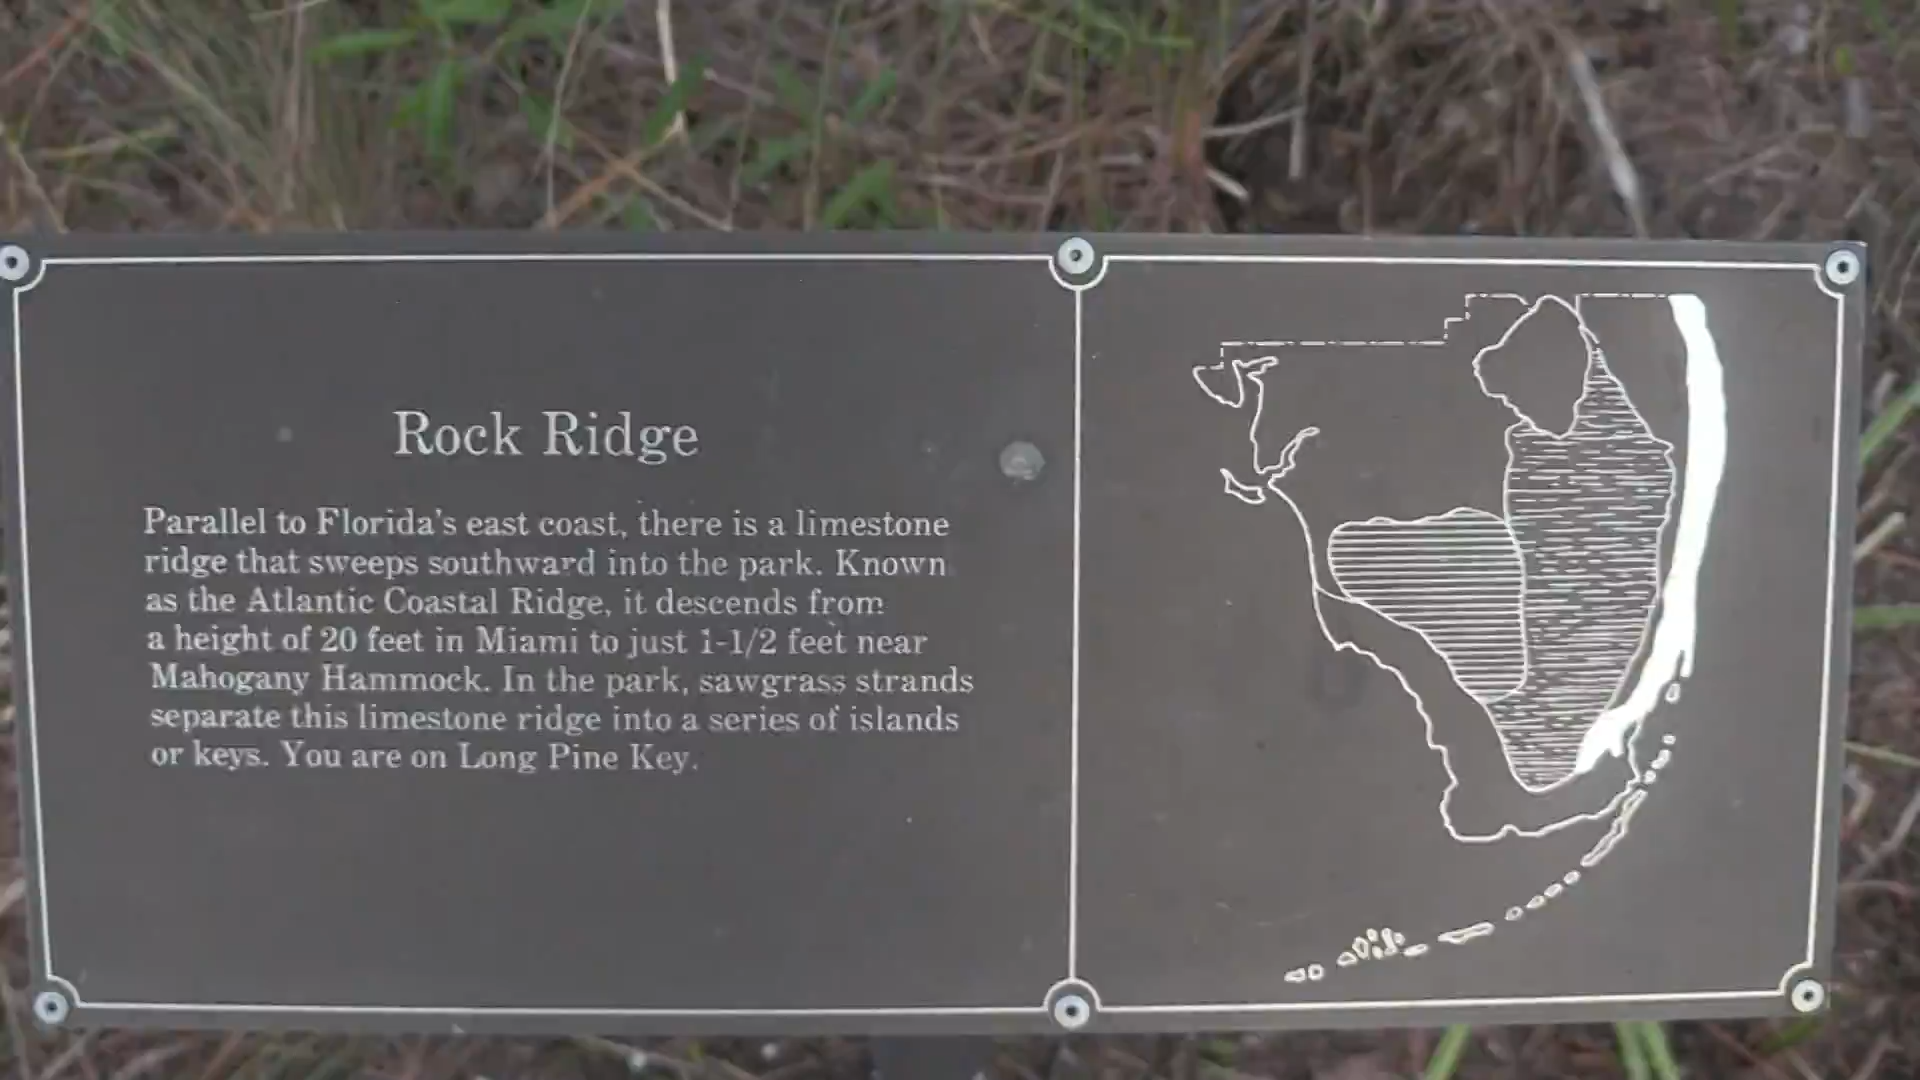 Rock Ridge
Parallel to Florida's east coast, there is a limestone
ridge that sweeps southward into the park. Known
as the Atlantic Coastal Ridge, it descends from
a height of 20 feet in Miami to just 1-1/2 feet near
Mahogany Hammock. In the park, sawgrass strands
separate this limestone ridge into a series of islands
or keys. You are on Long Pine Key.